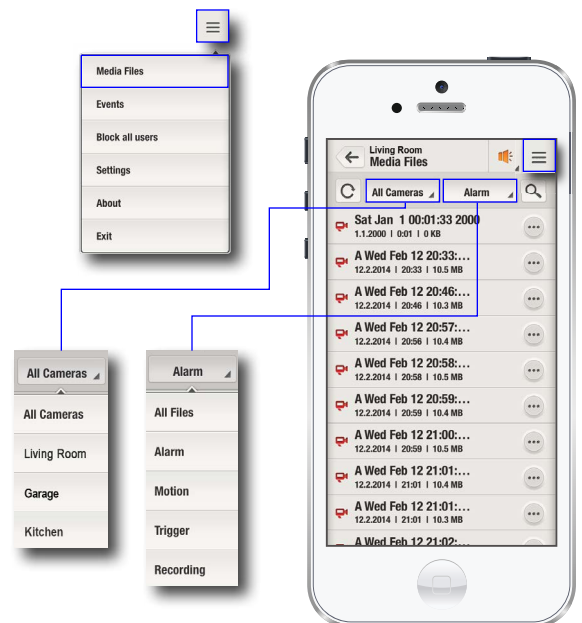 Media Files
Events
Block all users
Settings
About
Exit
Living Room
Media Files
All Cameras
Alarm
Sat Jan 1 00:01:33 2000
1.1.2000 | 0:01 | 0 KB
A Wed Feb 12 20:33:...
12.2.2014 | 20:33 | 10.5 MB
A Wed Feb 12 20:46:...
12.2.2014 | 20:46 | 10.3 MB
A Wed Feb 12 20:57:...
12.2.2014 | 20:56 | 10.4 MB
A Wed Feb 12 20:58:...
12.2.2014 | 20:58 | 10.5 MB
A Wed Feb 12 20:59:...
12.2.2014 | 20:59 | 10.4 MB
A Wed Feb 12 21:00:...
12.2.2014 | 20:59 | 10.5 MB
A Wed Feb 12 21:01:...
12.2.2014 | 21:01 | 10.4 MB
A Wed Feb 12 21:01:...
12.2.2014 | 21:01 | 10.3 MB
A Wed Feb 12 21:02:...
All Cameras
All Cameras
Living Room
Garage
Kitchen
Alarm
All Files
Alarm
Motion
Trigger
Recording